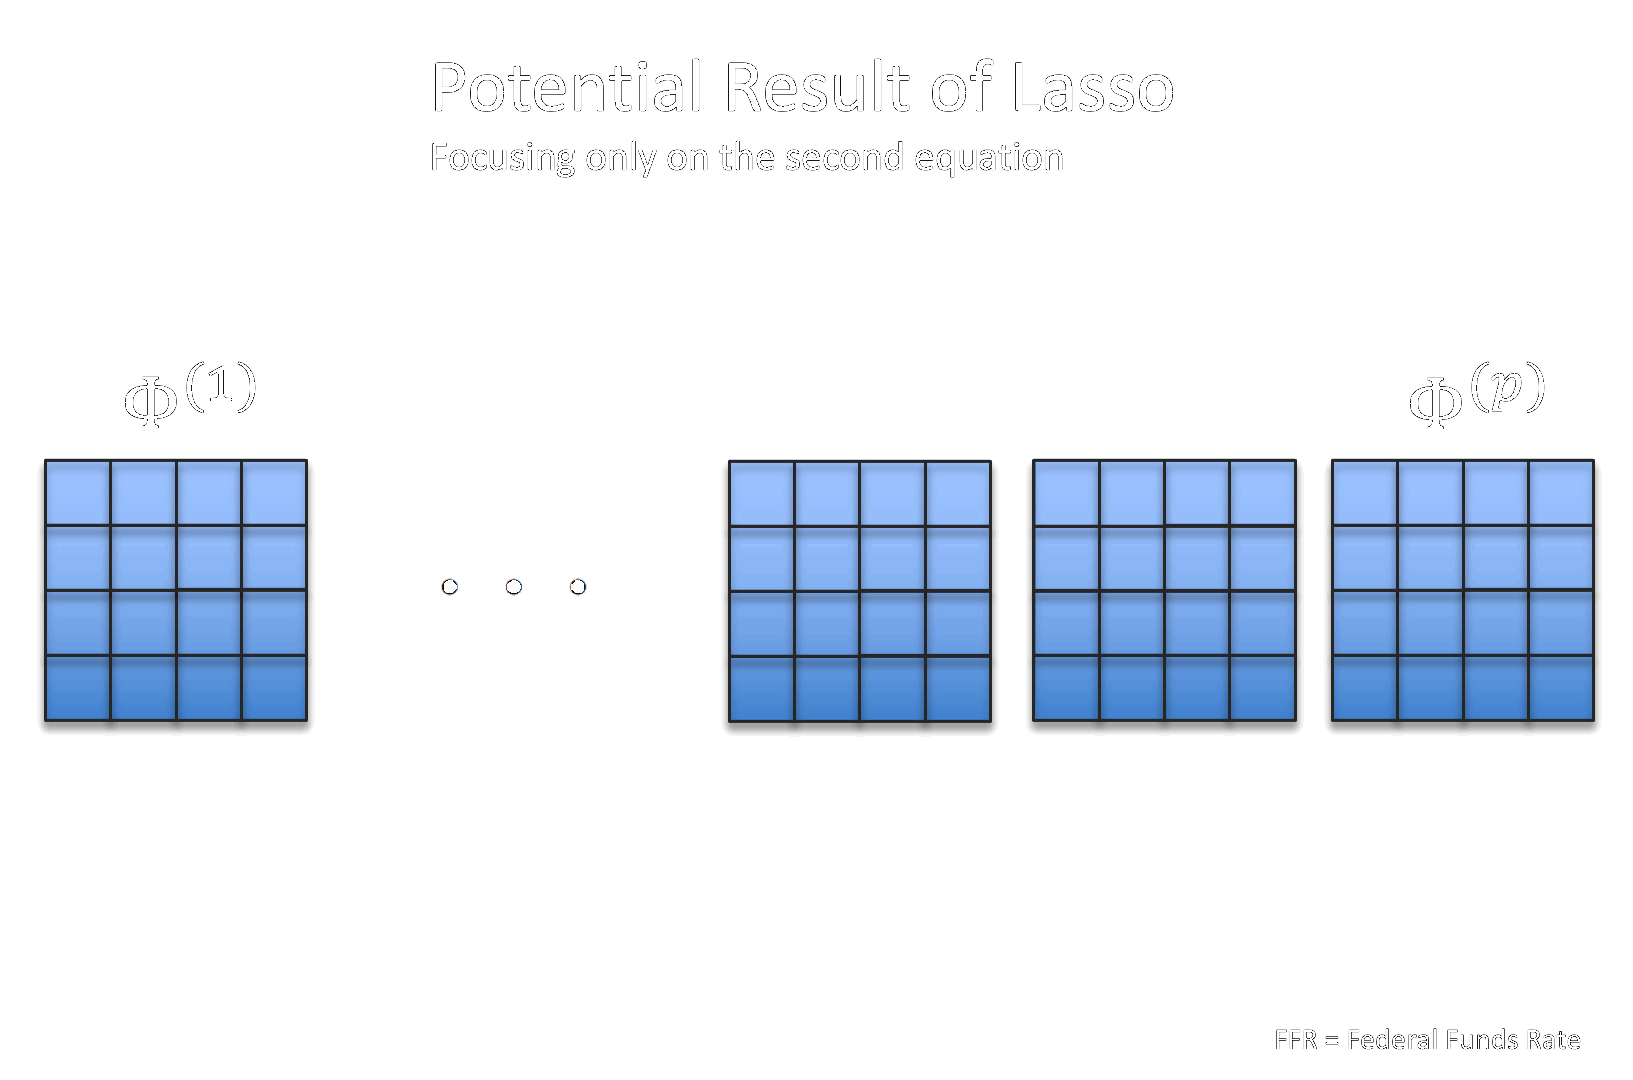 Potential Result of Lasso
Focusing only on the second equation
Φ^(1)
Φ^(p)
FFR = Federal Funds Rate